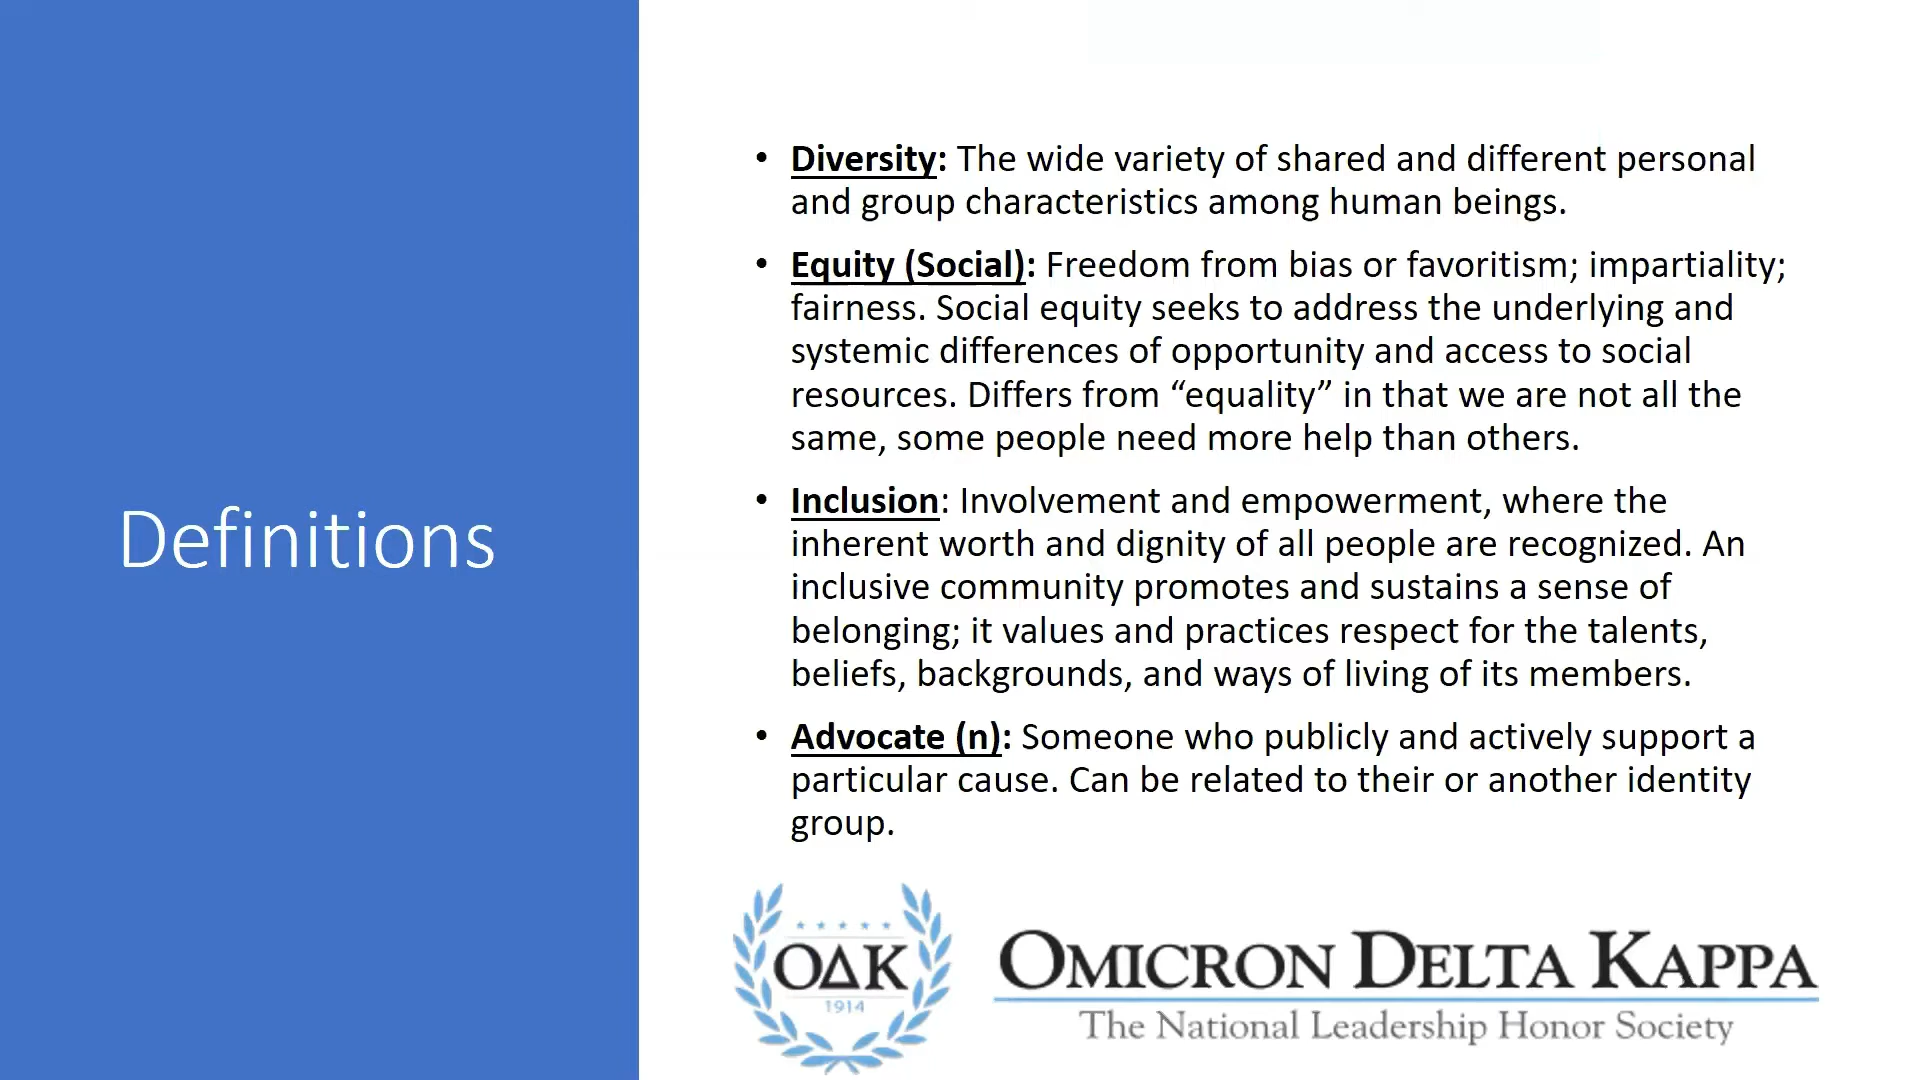 Definitions
• Diversity: The wide variety of shared and different personal
and group characteristics among human beings.
• Equity (Social): Freedom from bias or favoritism; impartiality;
fairness. Social equity seeks to address the underlying and
systemic differences of opportunity and access to social
resources. Differs from “equality” in that we are not all the
same, some people need more help than others.
• Inclusion: Involvement and empowerment, where the
inherent worth and dignity of all people are recognized. An
inclusive community promotes and sustains a sense of
belonging; it values and practices respect for the talents,
beliefs, backgrounds, and ways of living of its members.
• Advocate (n): Someone who publicly and actively support a
particular cause. Can be related to their or another identity
group.
ΟΔΚ
1914
OMICRON DELTA KAPPA
The National Leadership Honor Society